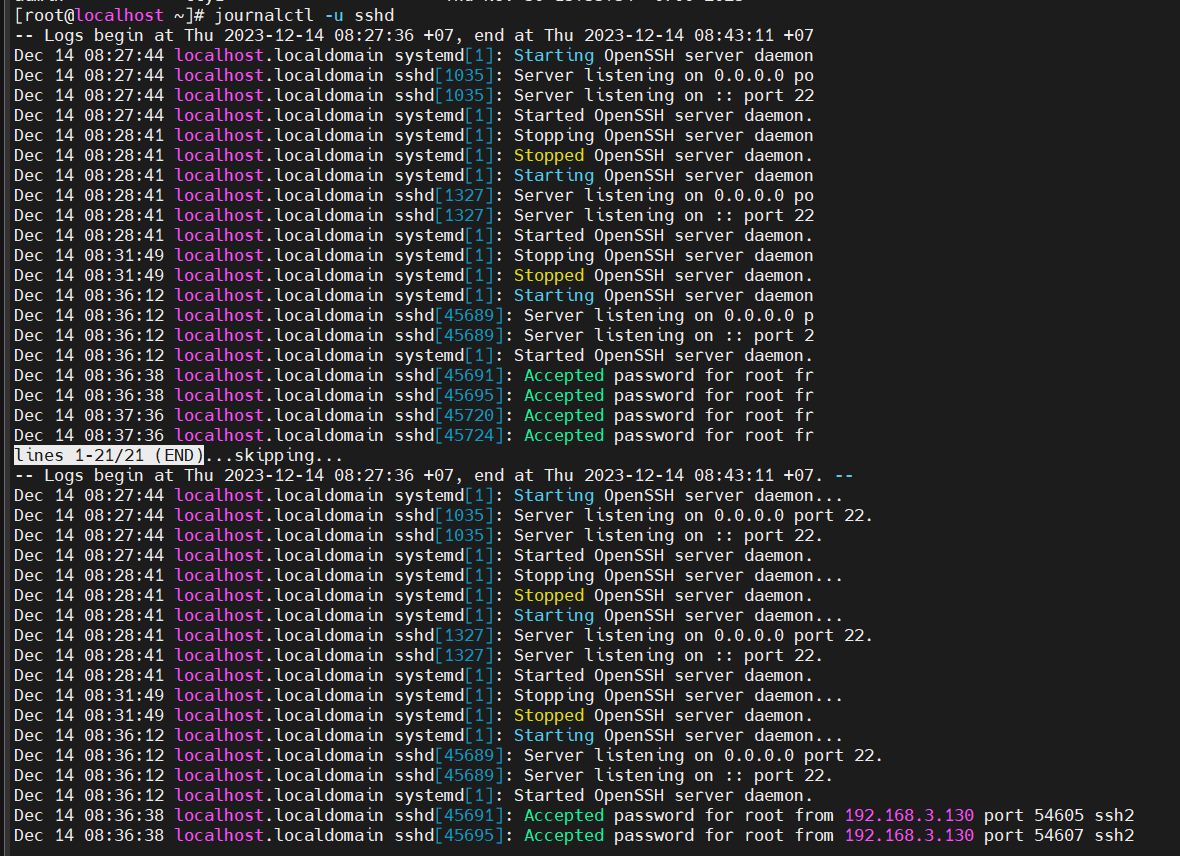 [root@localhost ~]# journalctl -u sshd
-- Logs begin at Thu 2023-12-14 08:27:36 +07, end at Thu 2023-12-14 08:43:11 +07
Dec 14 08:27:44 localhost.localdomain systemd[1]: Starting OpenSSH server daemon
Dec 14 08:27:44 localhost.localdomain sshd[1035]: Server listening on 0.0.0.0 po
Dec 14 08:27:44 localhost.localdomain sshd[1035]: Server listening on :: port 22
Dec 14 08:27:44 localhost.localdomain systemd[1]: Started OpenSSH server daemon.
Dec 14 08:28:41 localhost.localdomain systemd[1]: Stopping OpenSSH server daemon
Dec 14 08:28:41 localhost.localdomain systemd[1]: Stopped OpenSSH server daemon.
Dec 14 08:28:41 localhost.localdomain systemd[1]: Starting OpenSSH server daemon
Dec 14 08:28:41 localhost.localdomain sshd[1327]: Server listening on 0.0.0.0 po
Dec 14 08:28:41 localhost.localdomain sshd[1327]: Server listening on :: port 22
Dec 14 08:28:41 localhost.localdomain systemd[1]: Started OpenSSH server daemon.
Dec 14 08:31:49 localhost.localdomain systemd[1]: Stopping OpenSSH server daemon
Dec 14 08:31:49 localhost.localdomain systemd[1]: Stopped OpenSSH server daemon.
Dec 14 08:36:12 localhost.localdomain systemd[1]: Starting OpenSSH server daemon
Dec 14 08:36:12 localhost.localdomain sshd[45689]: Server listening on 0.0.0.0 p
Dec 14 08:36:12 localhost.localdomain sshd[45689]: Server listening on :: port 2
Dec 14 08:36:12 localhost.localdomain systemd[1]: Started OpenSSH server daemon.
Dec 14 08:36:38 localhost.localdomain sshd[45691]: Accepted password for root fr
Dec 14 08:36:38 localhost.localdomain sshd[45695]: Accepted password for root fr
Dec 14 08:37:36 localhost.localdomain sshd[45720]: Accepted password for root fr
Dec 14 08:37:36 localhost.localdomain sshd[45724]: Accepted password for root fr
lines 1-21/21 (END)...skipping...
-- Logs begin at Thu 2023-12-14 08:27:36 +07, end at Thu 2023-12-14 08:43:11 +07. --
Dec 14 08:27:44 localhost.localdomain systemd[1]: Starting OpenSSH server daemon...
Dec 14 08:27:44 localhost.localdomain sshd[1035]: Server listening on 0.0.0.0 port 22.
Dec 14 08:27:44 localhost.localdomain sshd[1035]: Server listening on :: port 22.
Dec 14 08:27:44 localhost.localdomain systemd[1]: Started OpenSSH server daemon.
Dec 14 08:28:41 localhost.localdomain systemd[1]: Stopping OpenSSH server daemon...
Dec 14 08:28:41 localhost.localdomain systemd[1]: Stopped OpenSSH server daemon.
Dec 14 08:28:41 localhost.localdomain systemd[1]: Starting OpenSSH server daemon...
Dec 14 08:28:41 localhost.localdomain sshd[1327]: Server listening on 0.0.0.0 port 22.
Dec 14 08:28:41 localhost.localdomain sshd[1327]: Server listening on :: port 22.
Dec 14 08:28:41 localhost.localdomain systemd[1]: Started OpenSSH server daemon.
Dec 14 08:31:49 localhost.localdomain systemd[1]: Stopping OpenSSH server daemon...
Dec 14 08:31:49 localhost.localdomain systemd[1]: Stopped OpenSSH server daemon.
Dec 14 08:36:12 localhost.localdomain systemd[1]: Starting OpenSSH server daemon...
Dec 14 08:36:12 localhost.localdomain sshd[45689]: Server listening on 0.0.0.0 port 22.
Dec 14 08:36:12 localhost.localdomain sshd[45689]: Server listening on :: port 22.
Dec 14 08:36:12 localhost.localdomain systemd[1]: Started OpenSSH server daemon.
Dec 14 08:36:38 localhost.localdomain sshd[45691]: Accepted password for root from 192.168.3.130 port 54605 ssh2
Dec 14 08:36:38 localhost.localdomain sshd[45695]: Accepted password for root from 192.168.3.130 port 54607 ssh2